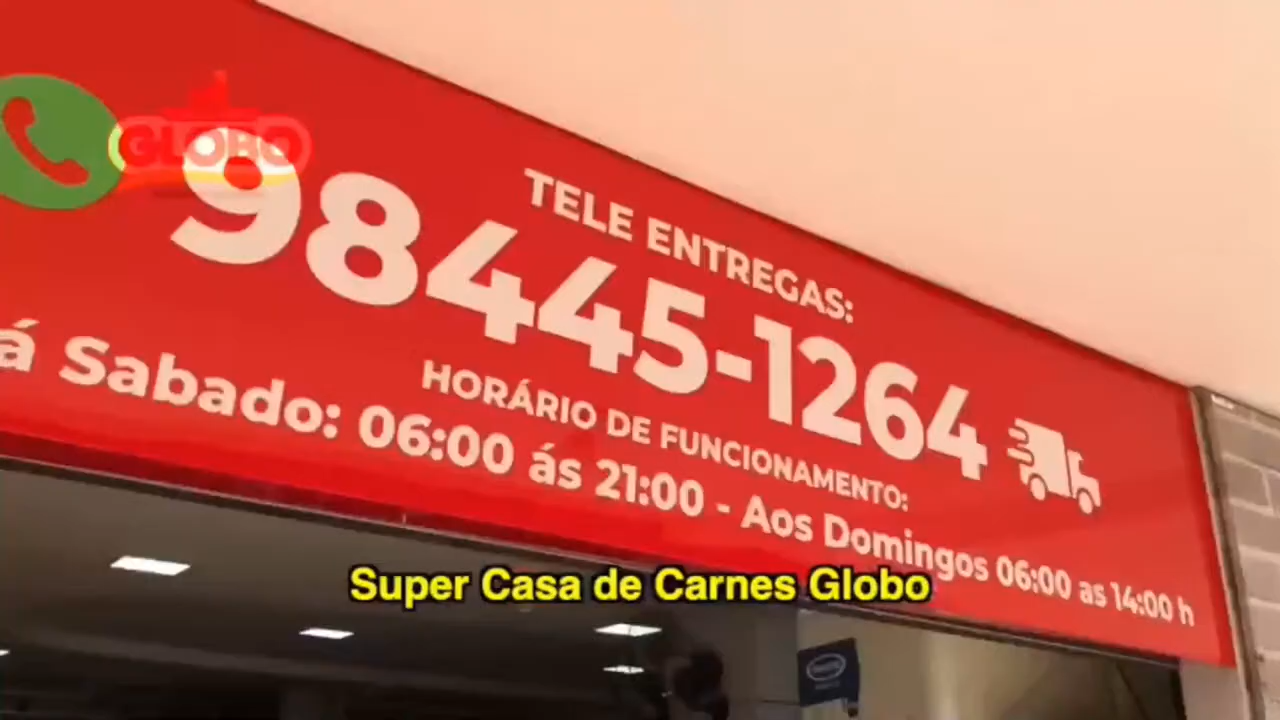 GLOBO
TELE ENTREGAS:
98445-1264
HORÁRIO DE FUNCIONAMENTO:
á Sabado: 06:00 ás 21:00 - Aos Domingos 06:00 as 14:00 h
Super Casa de Carnes Globo